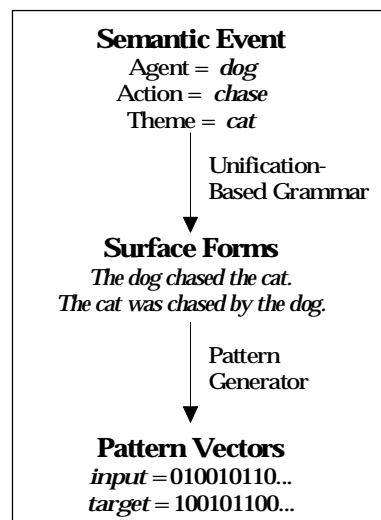 Semantic Event
Agent = dog
Action = chase
Theme = cat
Unification-
Based Grammar
Surface Forms
The dog chased the cat.
The cat was chased by the dog.
Pattern
Generator
Pattern Vectors
input = 010010110...
target = 100101100...